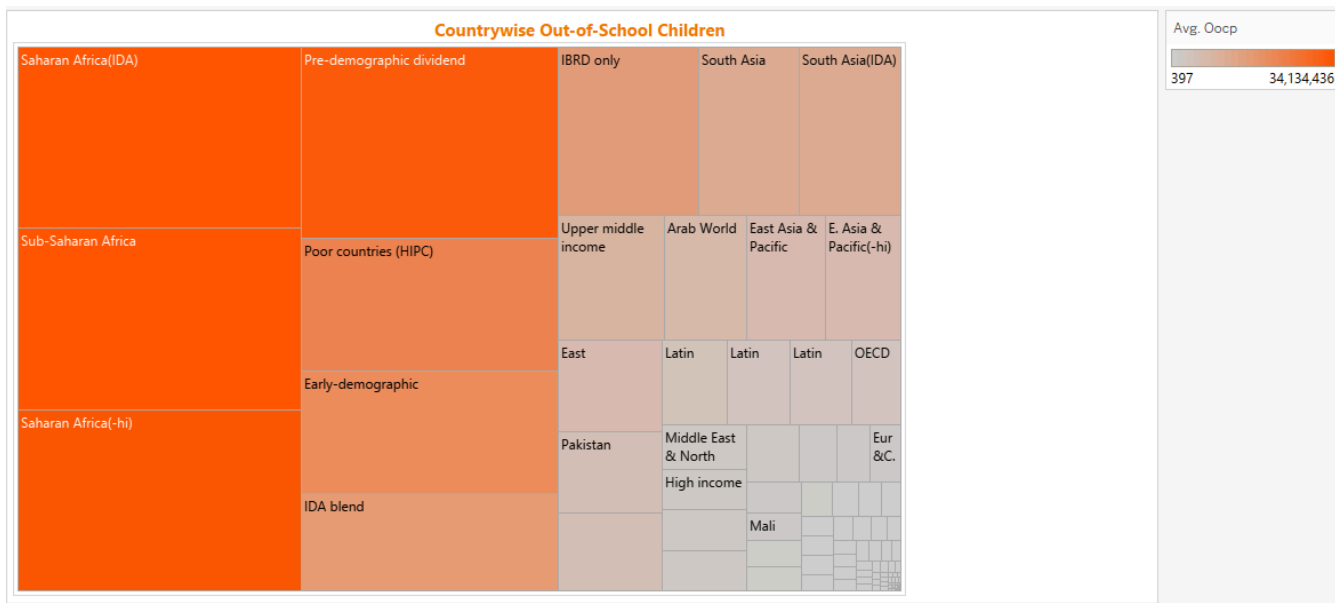 Countrywise Out-of-School Children
Avg. Oocp
397 34,134,436
Saharan Africa(IDA)
Pre-demographic dividend
IBRD only
South Asia
South Asia(IDA)
Sub-Saharan Africa
Poor countries (HIPC)
Upper middle
income
Arab World
East Asia &
Pacific
E. Asia &
Pacific(-hi)
East
Latin
Latin
Latin
OECD
Early-demographic
Saharan Africa(-hi)
Pakistan
Middle East
& North
Eur
&C.
High income
IDA blend
Mali